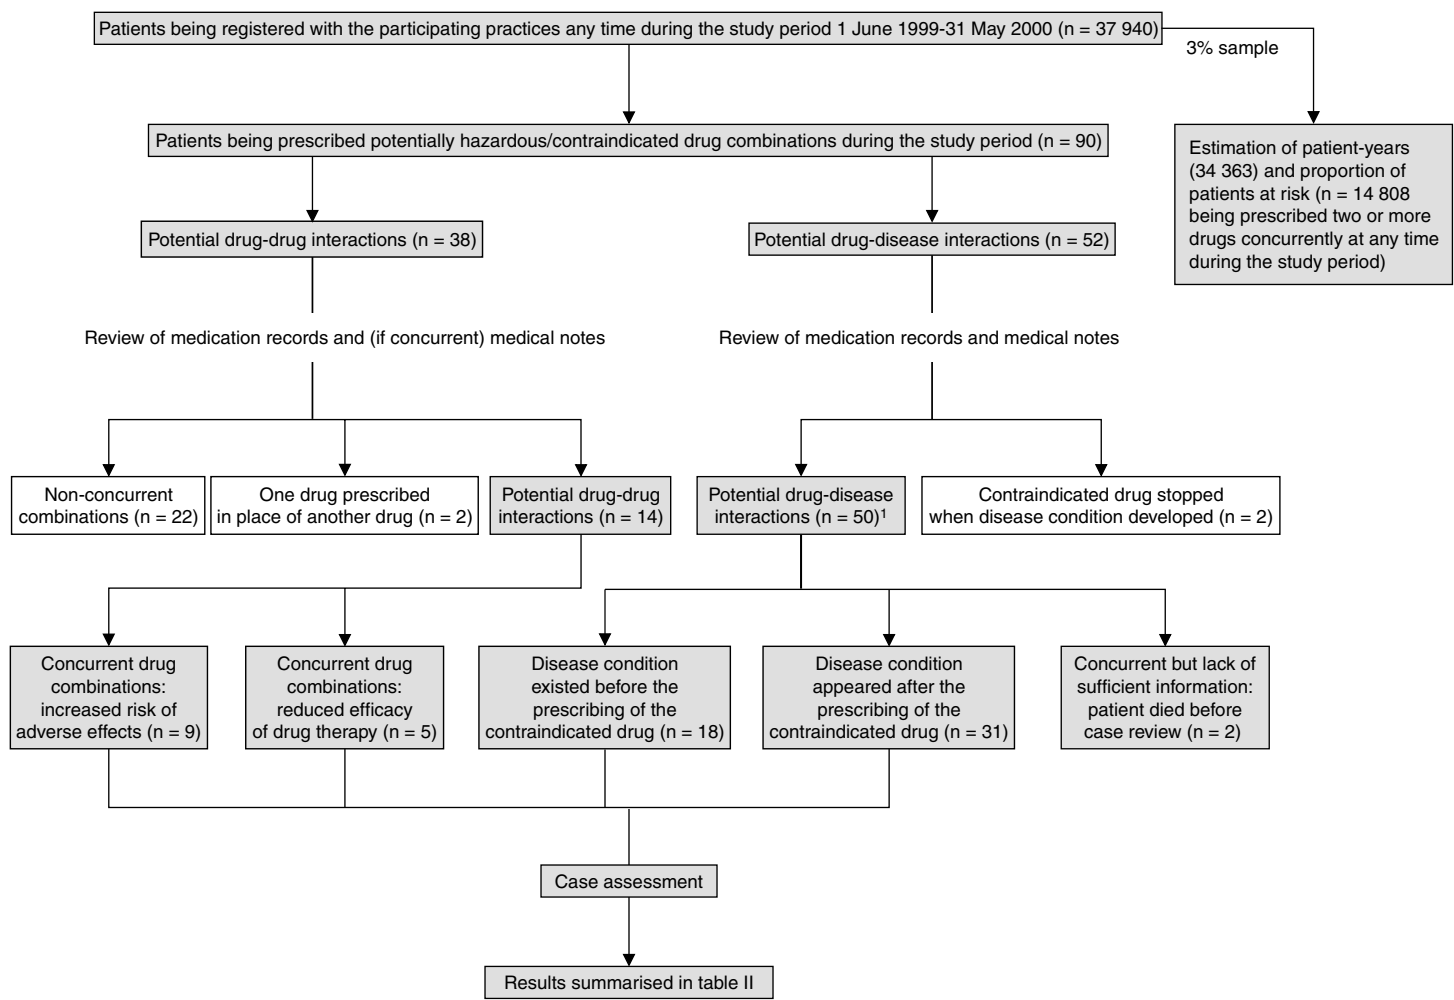 Patients being registered with the participating practices any time during the study period 1 June 1999-31 May 2000 (n = 37 940)
3% sample
Patients being prescribed potentially hazardous/contraindicated drug combinations during the study period (n = 90)
Estimation of patient-years
(34 363) and proportion of
patients at risk (n = 14 808
being prescribed two or more
drugs concurrently at any time
during the study period)
Potential drug-drug interactions (n = 38)
Potential drug-disease interactions (n = 52)
Review of medication records and (if concurrent) medical notes
Review of medication records and medical notes
Non-concurrent
combinations (n = 22)
One drug prescribed
in place of another drug (n = 2)
Potential drug-drug
interactions (n = 14)
Potential drug-disease
interactions (n = 50)¹
Contraindicated drug stopped
when disease condition developed (n = 2)
Concurrent drug
combinations:
increased risk of
adverse effects (n = 9)
Concurrent drug
combinations:
reduced efficacy
of drug therapy (n = 5)
Disease condition
existed before the
prescribing of the
contraindicated drug (n = 18)
Disease condition
appeared after the
prescribing of the
contraindicated drug (n = 31)
Concurrent but lack of
sufficient information:
patient died before
case review (n = 2)
Case assessment
Results summarised in table II